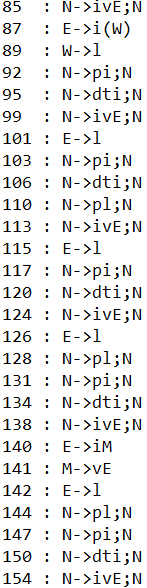 85  : N->ivE;N
87  : E->i(W)
89  : W->l
92  : N->pi;N
95  : N->dti;N
99  : N->ivE;N
101 : E->l
103 : N->pi;N
106 : N->dti;N
110 : N->pl;N
113 : N->ivE;N
115 : E->l
117 : N->pi;N
120 : N->dti;N
124 : N->ivE;N
126 : E->l
128 : N->pl;N
131 : N->pi;N
134 : N->dti;N
138 : N->ivE;N
140 : E->iM
141 : M->vE
142 : E->l
144 : N->pl;N
147 : N->pi;N
150 : N->dti;N
154 : N->ivE;N